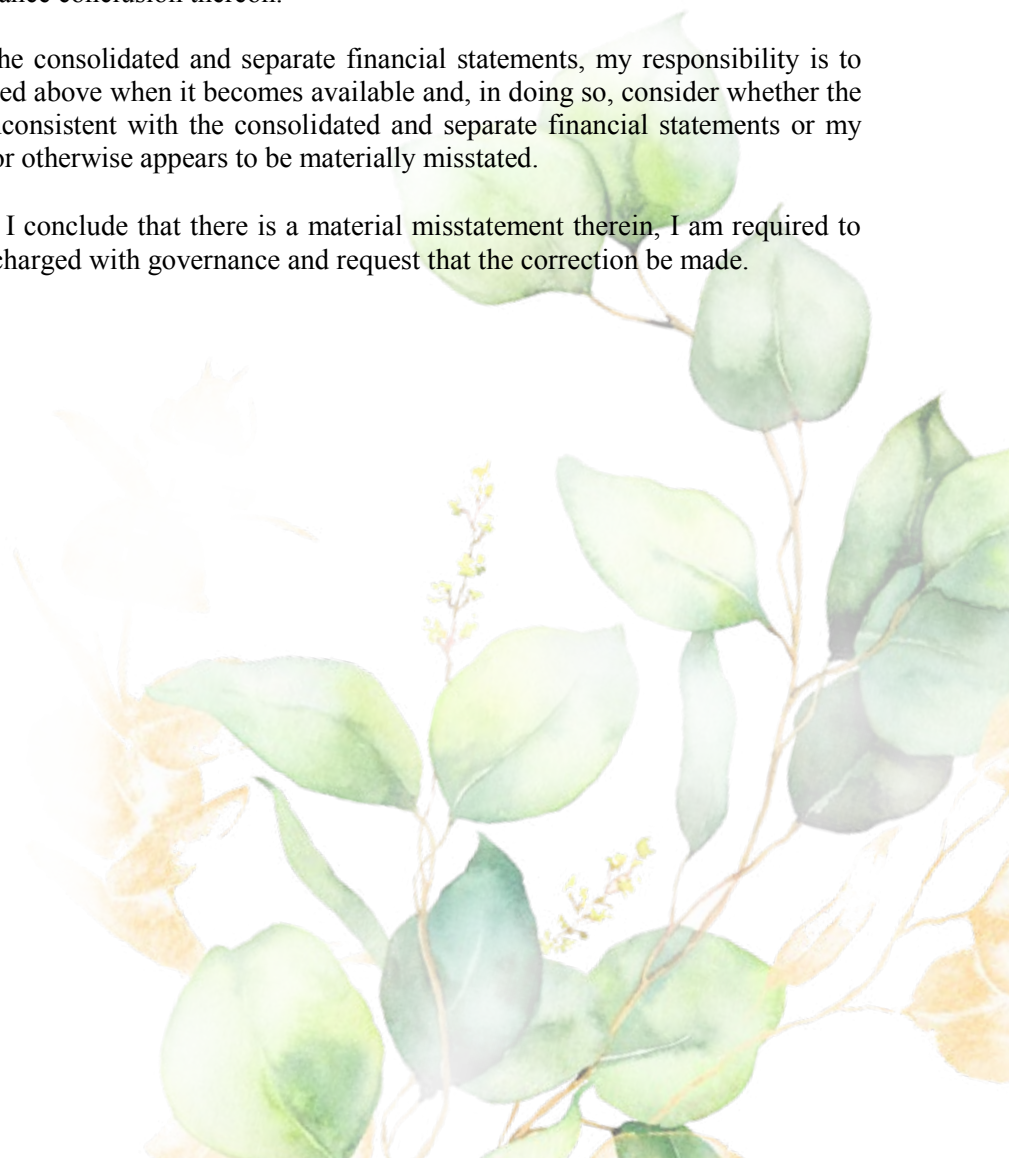 conclusion thereon.
he consolidated and separate financial statements, my responsibility is to
ed above when it becomes available and, in doing so, consider whether the
consistent with the consolidated and separate financial statements or my
or otherwise appears to be materially misstated.
I conclude that there is a material misstatement therein, I am required to
charged with governance and request that the correction be made.